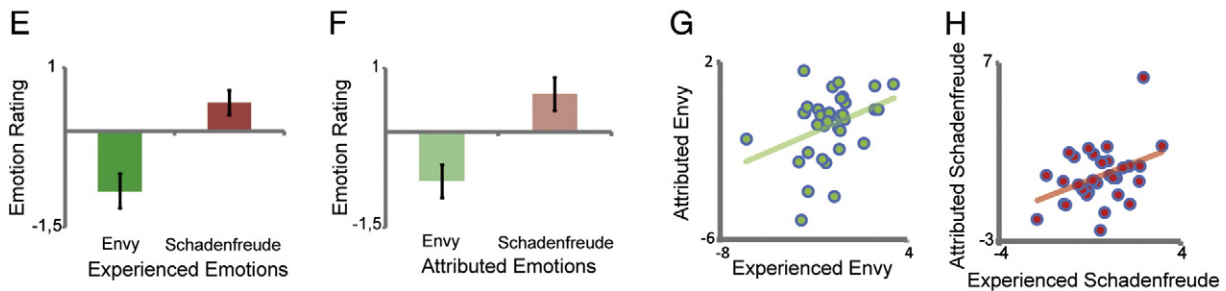 E
1
Emotion Rating
-1,5
Envy Schadenfreude
Experienced Emotions
F
1
Emotion Rating
-1,5
Envy Schadenfreude
Attributed Emotions
G
2
Attributed Envy
-6
-8 4
Experienced Envy
H
7
Attributed Schadenfreude
-3
-4 4
Experienced Schadenfreude